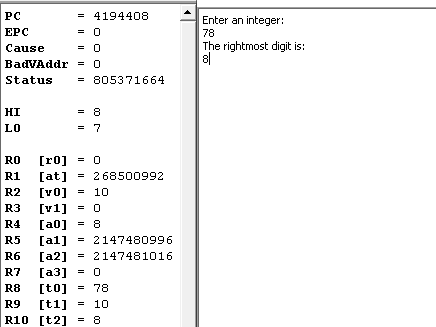 PC = 4194408
EPC = 0
Cause = 0
BadVAddr = 0
Status = 805371664
HI = 8
LO = 7
R0 [r0] = 0
R1 [at] = 268500992
R2 [v0] = 10
R3 [v1] = 0
R4 [a0] = 8
R5 [a1] = 2147480996
R6 [a2] = 2147481016
R7 [a3] = 0
R8 [t0] = 78
R9 [t1] = 10
R10 [t2] = 8
Enter an integer:
78
The rightmost digit is:
8